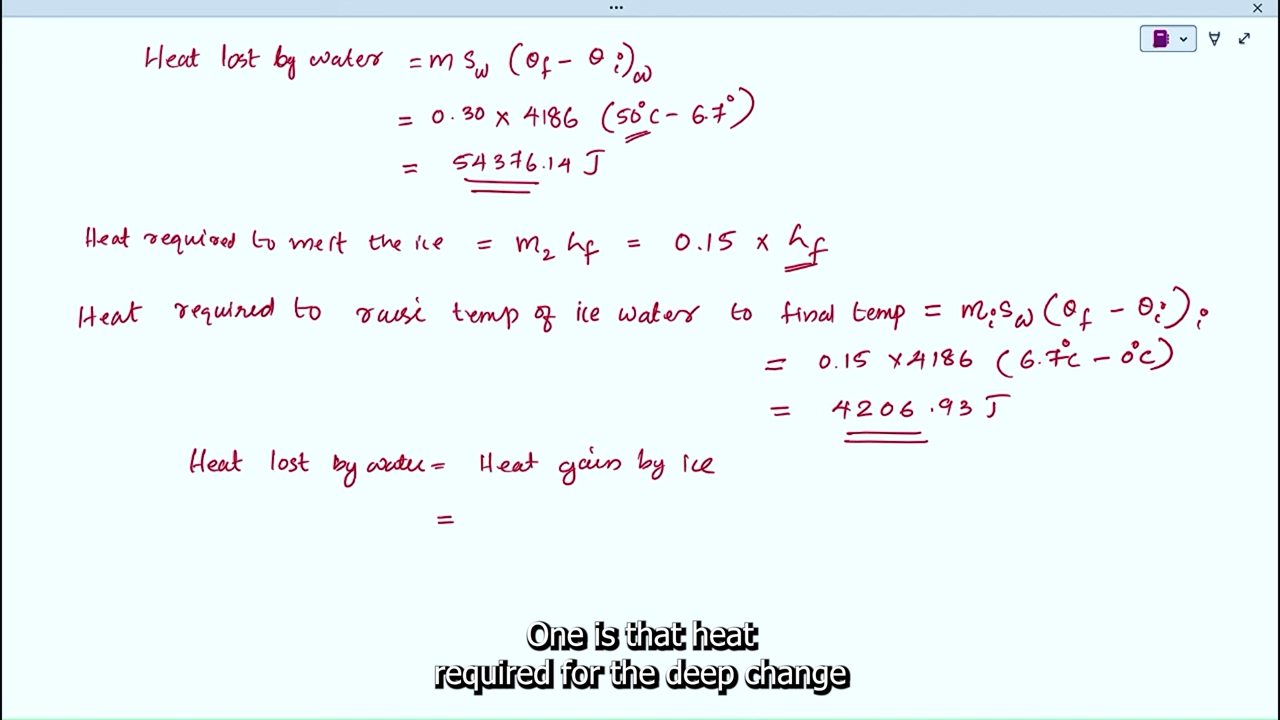 Heat lost by water = m s_w (θ_f - θ_i)_w
= 0.30 × 4186 (50°C - 6.7°)
= 54376.14 J
Heat required to melt the ice = m_2 h_f = 0.15 × h_f
Heat required to raise temp of ice water to final temp = m_i s_w (θ_f - θ_i)_i
= 0.15 × 4186 (6.7°C - 0°C)
= 4206.93 J
Heat lost by water = Heat gain by ice
=
One is that heat
required for the deep change